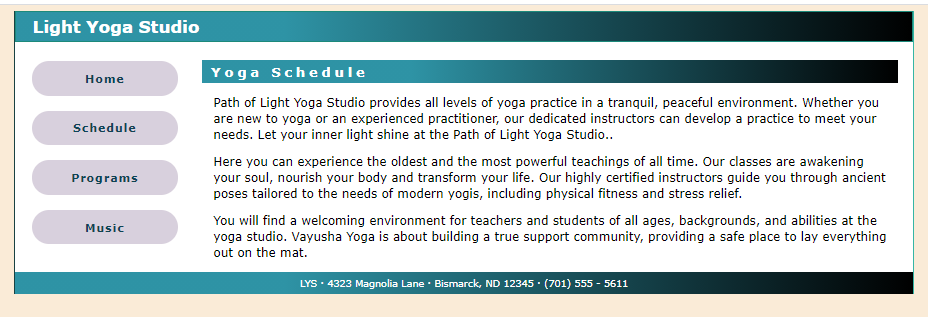 Light Yoga Studio
Home
Schedule
Programs
Music
Yoga Schedule
Path of Light Yoga Studio provides all levels of yoga practice in a tranquil, peaceful environment. Whether you
are new to yoga or an experienced practitioner, our dedicated instructors can develop a practice to meet your
needs. Let your inner light shine at the Path of Light Yoga Studio..
Here you can experience the oldest and the most powerful teachings of all time. Our classes are awakening
your soul, nourish your body and transform your life. Our highly certified instructors guide you through ancient
poses tailored to the needs of modern yogis, including physical fitness and stress relief.
You will find a welcoming environment for teachers and students of all ages, backgrounds, and abilities at the
yoga studio. Vayusha Yoga is about building a true support community, providing a safe place to lay everything
out on the mat.
LYS · 4323 Magnolia Lane · Bismarck, ND 12345 · (701) 555 - 5611